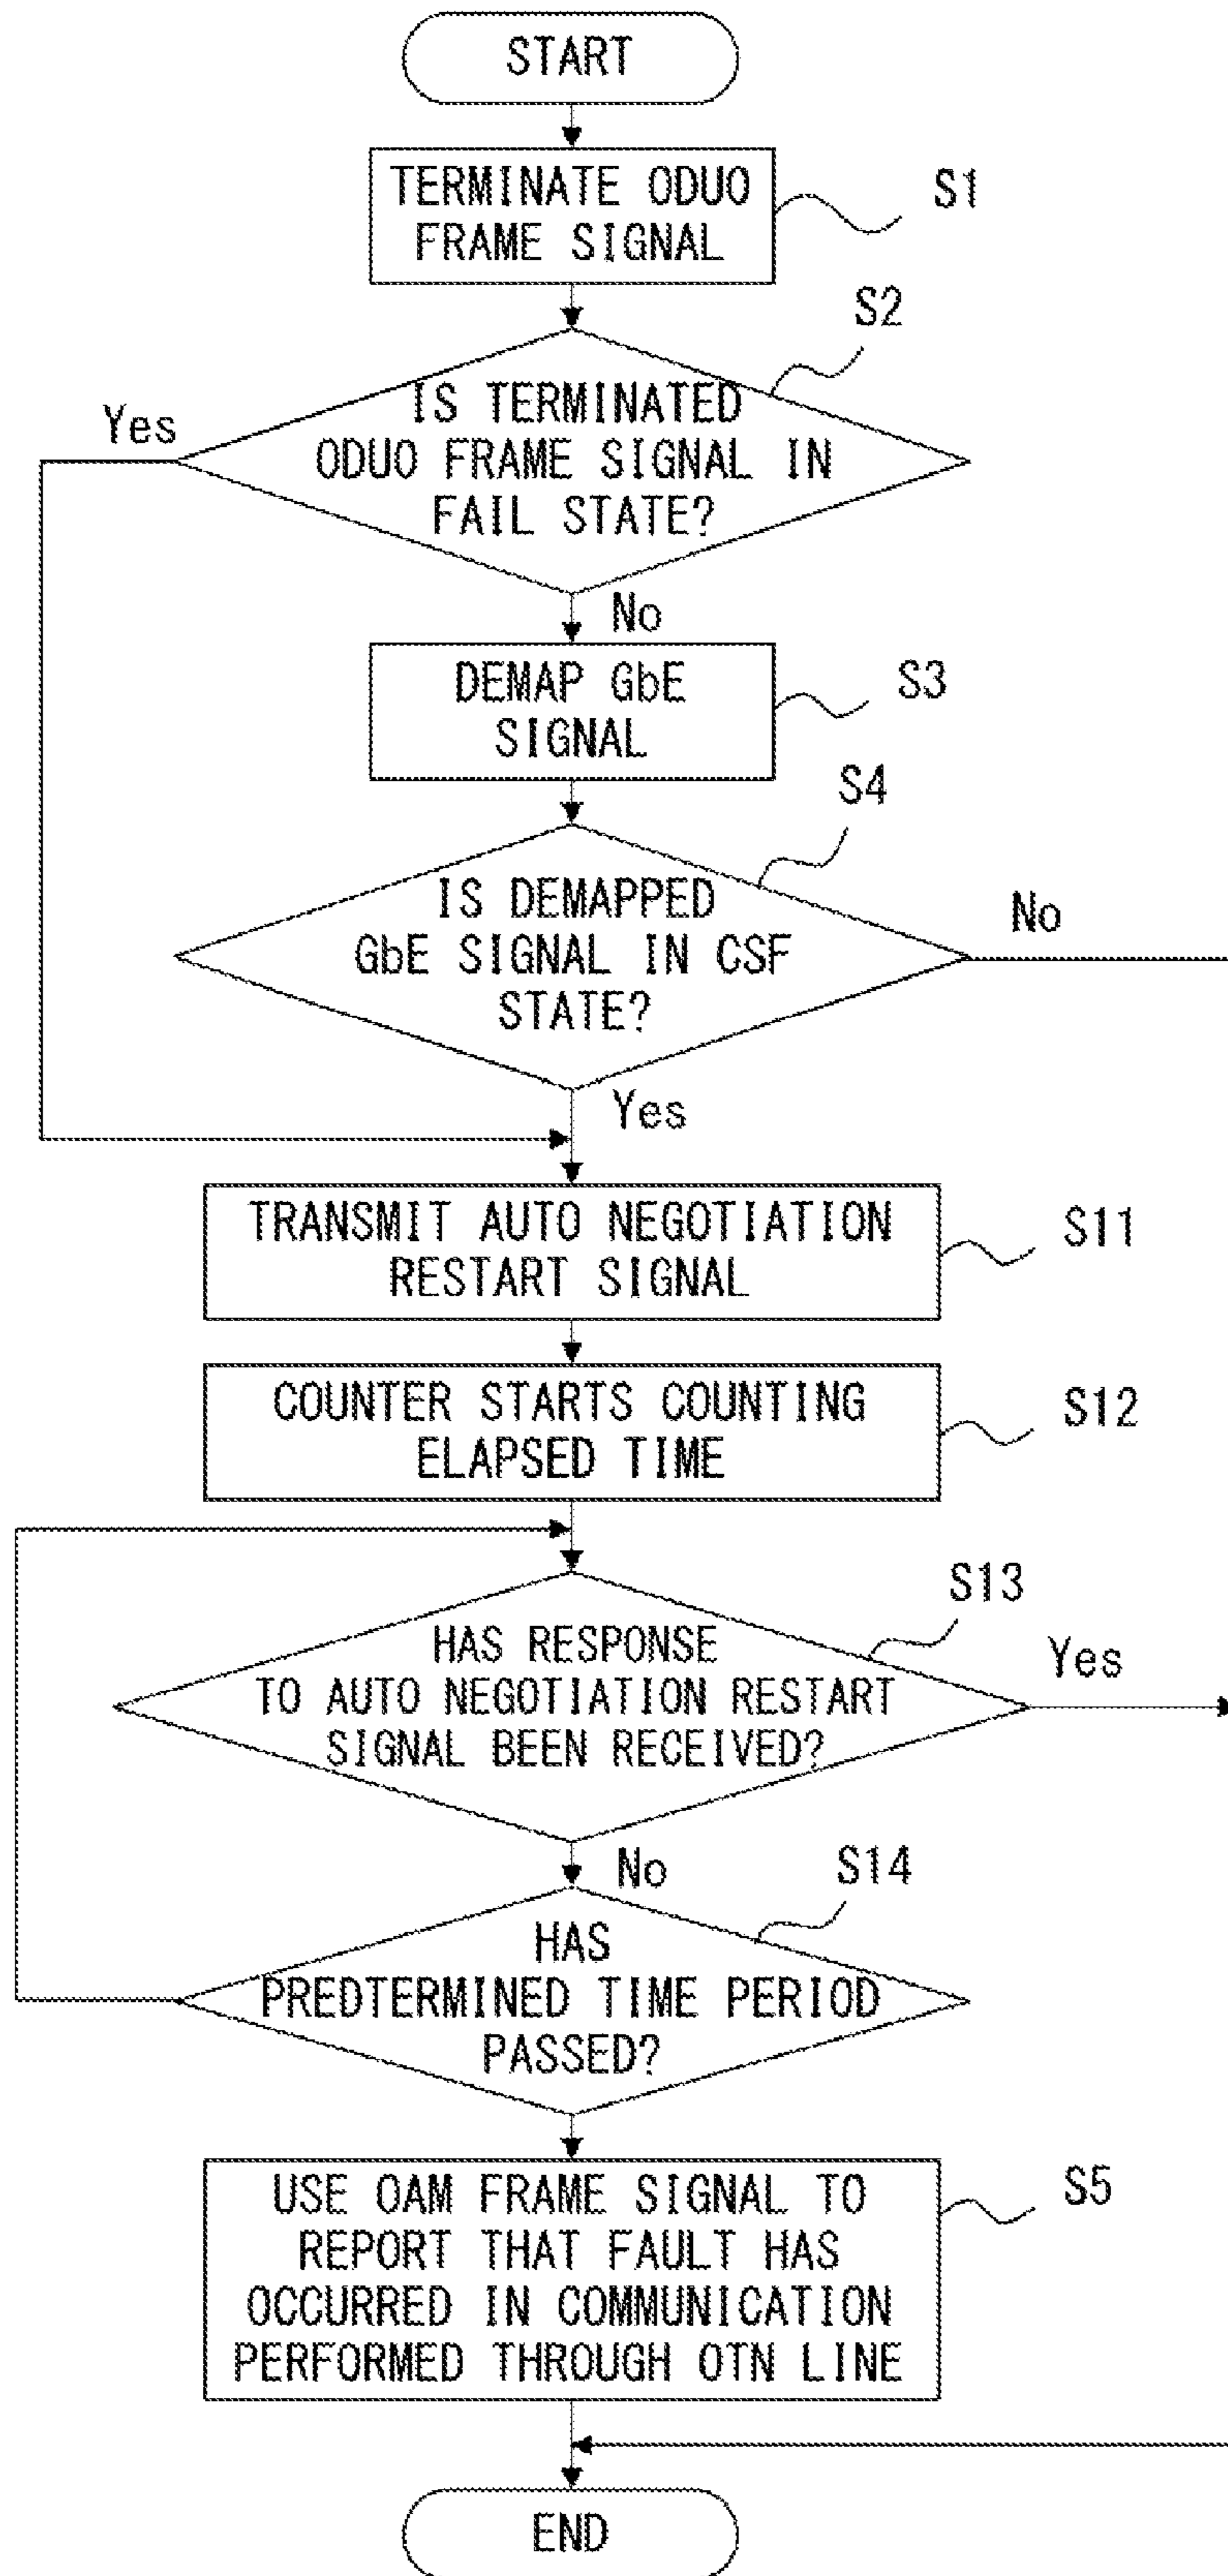 START
TERMINATE ODU0
FRAME SIGNAL
S1
S2
IS TERMINATED
ODU0 FRAME SIGNAL IN
FAIL STATE?
Yes
No
DEMAP GbE
SIGNAL
S3
S4
IS DEMAPPED
GbE SIGNAL IN CSF
STATE?
No
Yes
TRANSMIT AUTO NEGOTIATION
RESTART SIGNAL
S11
COUNTER STARTS COUNTING
ELAPSED TIME
S12
S13
HAS RESPONSE
TO AUTO NEGOTIATION RESTART
SIGNAL BEEN RECEIVED?
Yes
No
S14
HAS
PREDTERMINED TIME PERIOD
PASSED?
USE OAM FRAME SIGNAL TO
REPORT THAT FAULT HAS
OCCURRED IN COMMUNICATION
PERFORMED THROUGH OTN LINE
S5
END